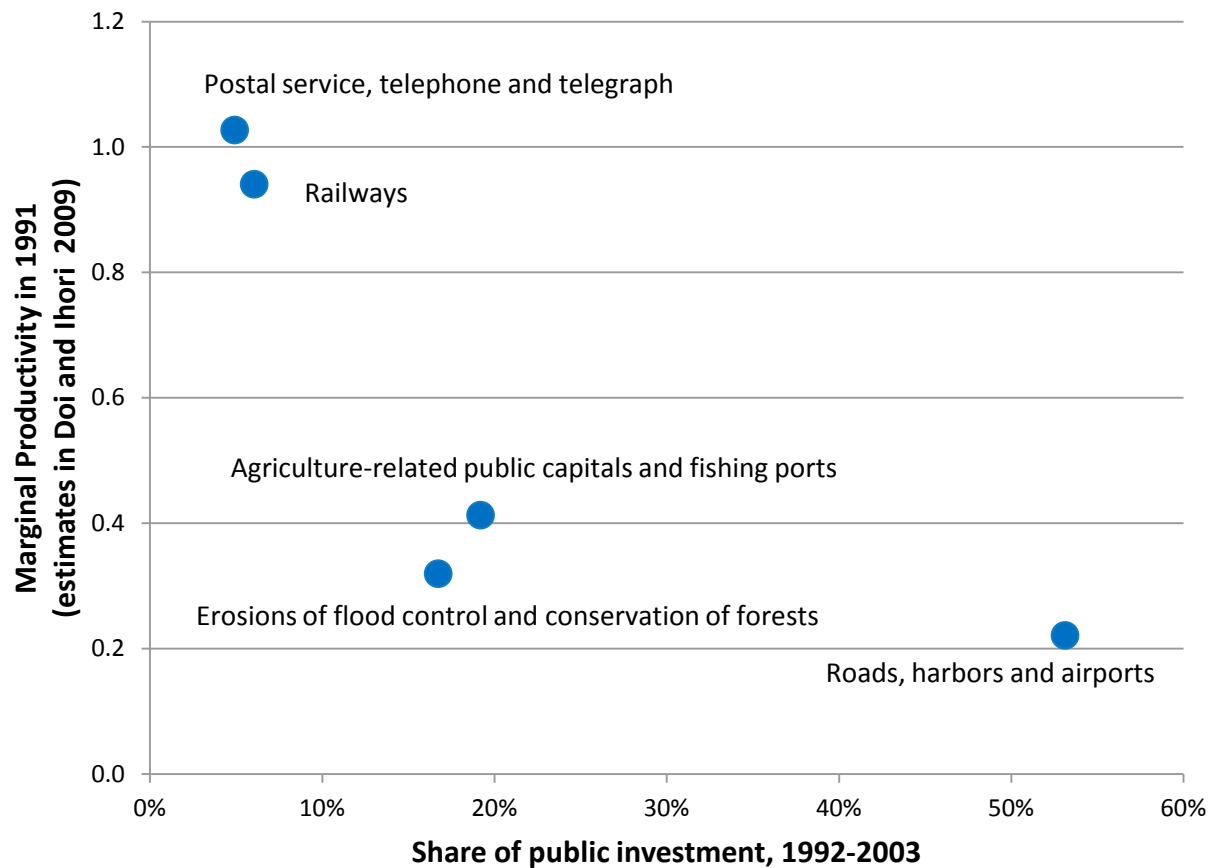 1.2
Postal service, telephone and telegraph
1.0
Railways
0.8
Marginal Productivity in 1991
(estimates in Doi and Ihori 2009)
0.6
Agriculture-related public capitals and fishing ports
0.4
Erosions of flood control and conservation of forests
0.2
Roads, harbors and airports
0.0
0% 10% 20% 30% 40% 50% 60%
Share of public investment, 1992-2003